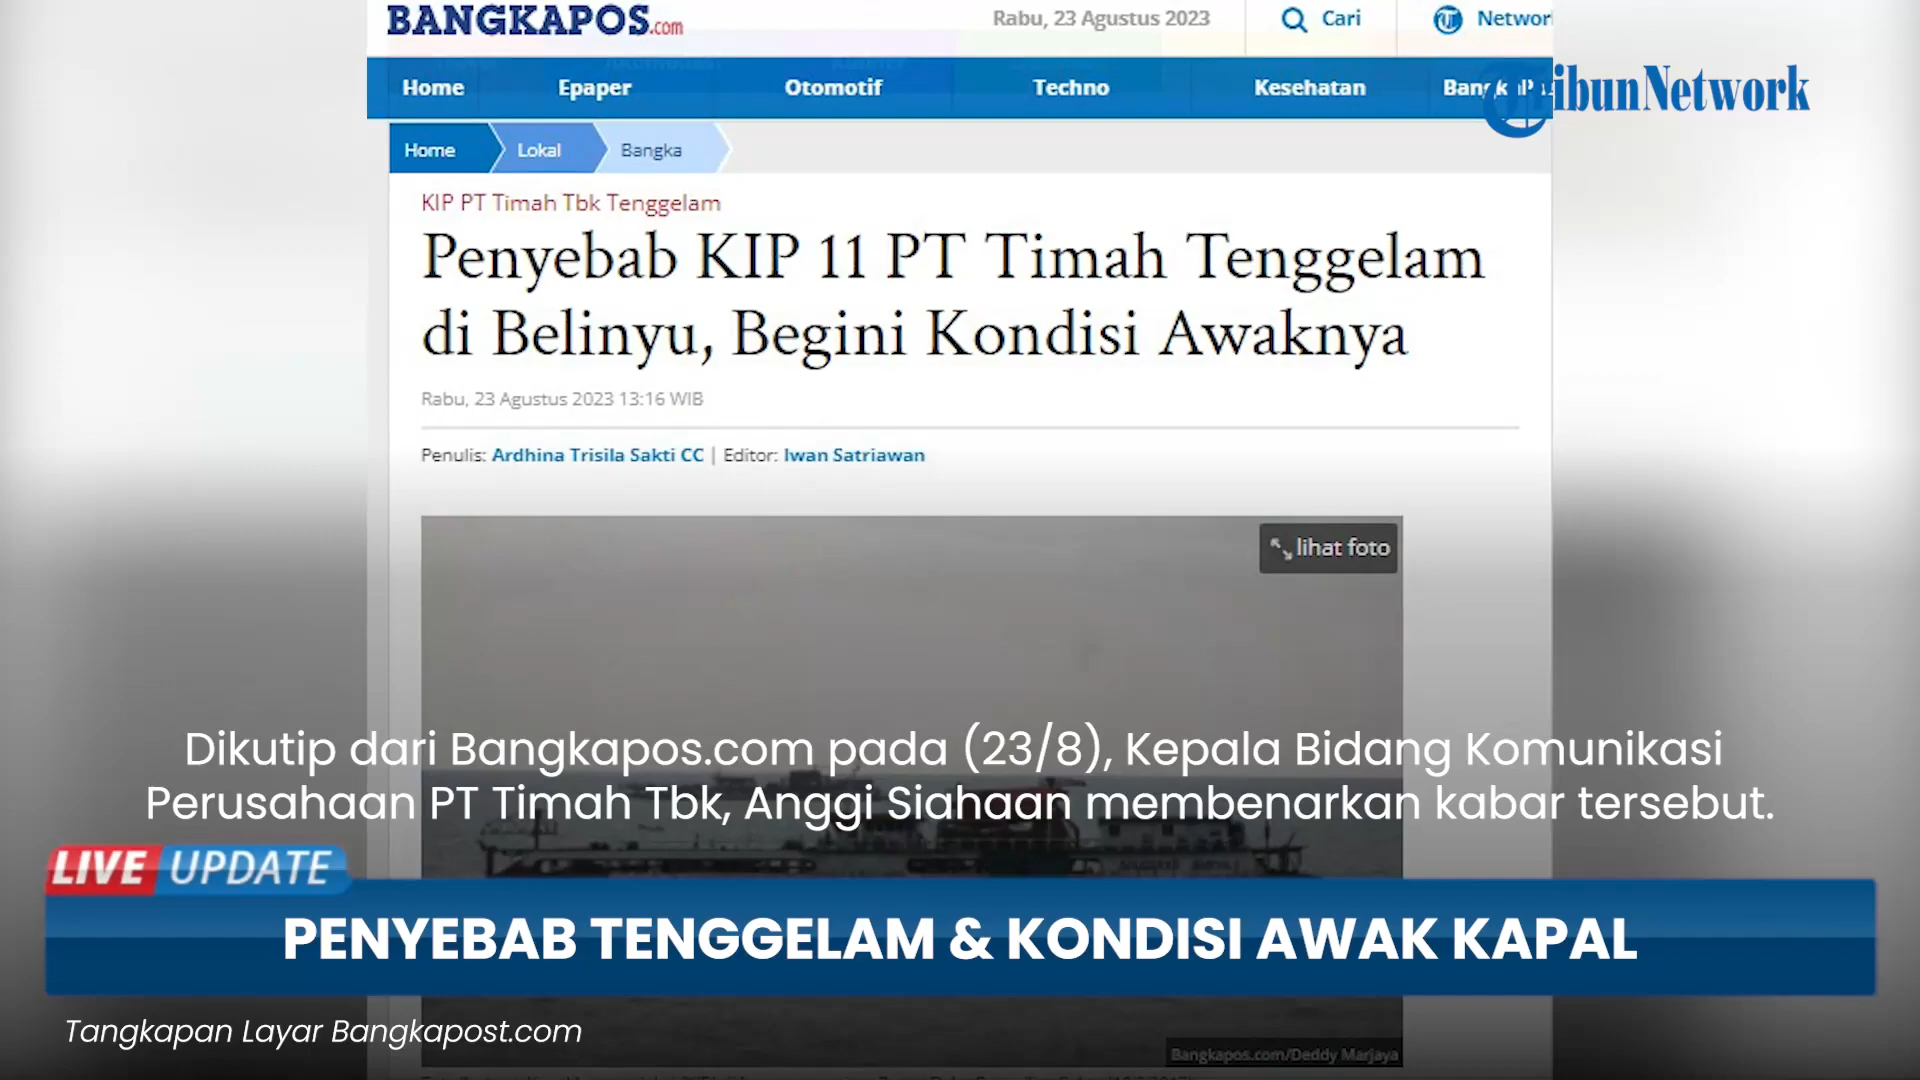 BANGKAPOS.com
Rabu, 23 Agustus 2023
Cari
Networ
Home
Epaper
Otomotif
Techno
Kesehatan
TribunNetwork
Home
Lokal
Bangka
KIP PT Timah Tbk Tenggelam
Penyebab KIP 11 PT Timah Tenggelam
di Belinyu, Begini Kondisi Awaknya
Rabu, 23 Agustus 2023 13:16 WIB
Penulis: Ardhina Trisila Sakti CC | Editor: Iwan Satriawan
lihat foto
Dikutip dari Bangkapos.com pada (23/8), Kepala Bidang Komunikasi
Perusahaan PT Timah Tbk, Anggi Siahaan membenarkan kabar tersebut.
LIVE UPDATE
PENYEBAB TENGGELAM & KONDISI AWAK KAPAL
Tangkapan Layar Bangkapost.com
Bangkapos.com/Deddy Marjaya